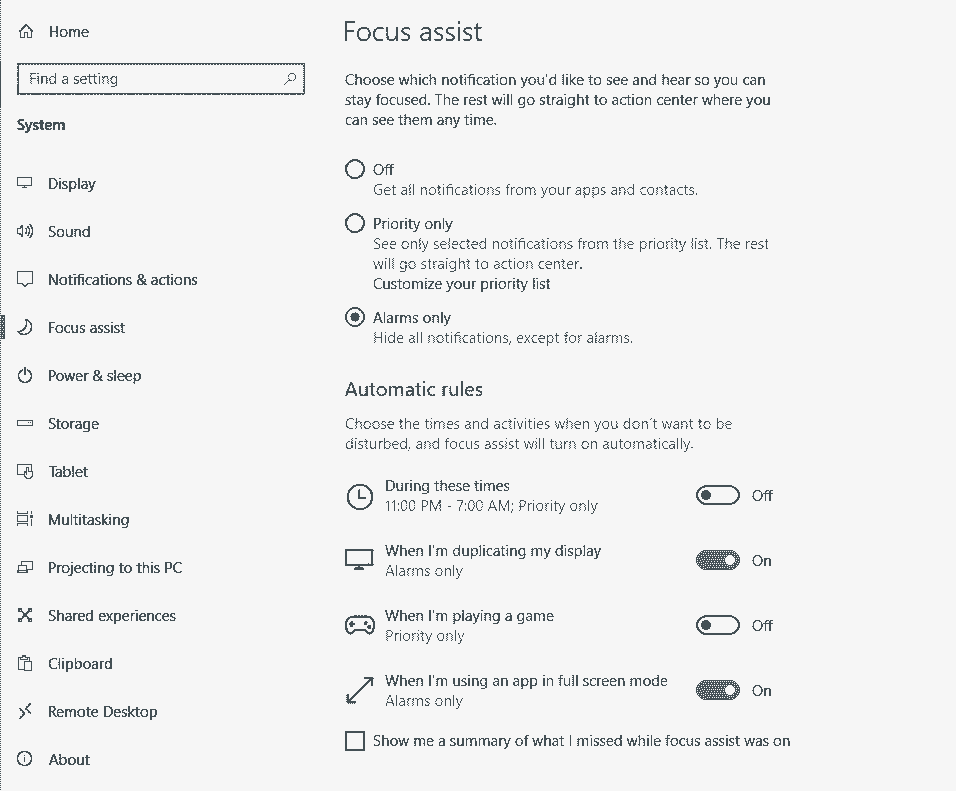 Home
Find a setting
System
Display
Sound
Notifications & actions
Focus assist
Power & sleep
Storage
Tablet
Multitasking
Projecting to this PC
Shared experiences
Clipboard
Remote Desktop
About
Focus assist
Choose which notification you'd like to see and hear so you can
stay focused. The rest will go straight to action center where you
can see them any time.
Off
Get all notifications from your apps and contacts.
Priority only
See only selected notifications from the priority list. The rest
will go straight to action center.
Customize your priority list
Alarms only
Hide all notifications, except for alarms.
Automatic rules
Choose the times and activities when you don't want to be
disturbed, and focus assist will turn on automatically.
During these times
11:00 PM - 7:00 AM; Priority only
Off
When I'm duplicating my display
Alarms only
On
When I'm playing a game
Priority only
Off
When I'm using an app in full screen mode
Alarms only
On
Show me a summary of what I missed while focus assist was on